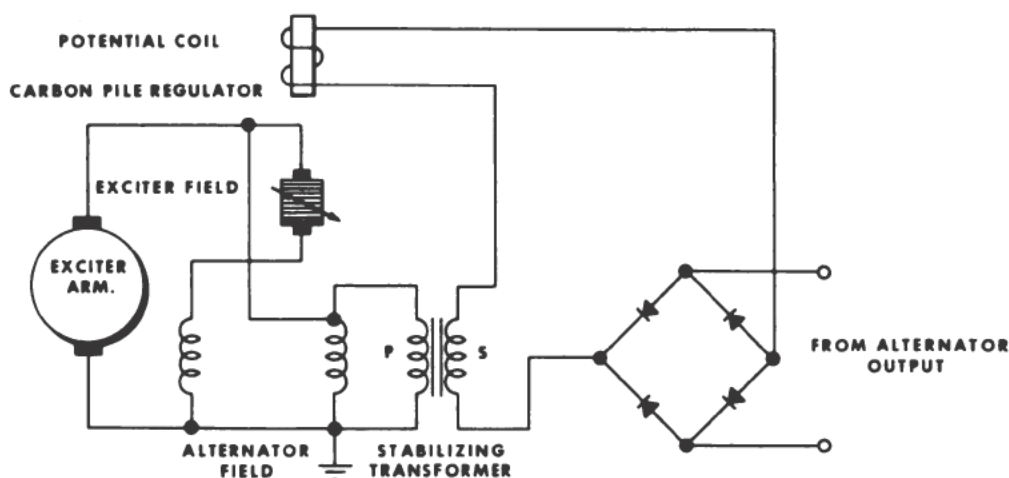 POTENTIAL COIL
CARBON PILE REGULATOR
EXCITER FIELD
EXCITER
ARM.
P
S
FROM ALTERNATOR
OUTPUT
ALTERNATOR
FIELD
STABILIZING
TRANSFORMER